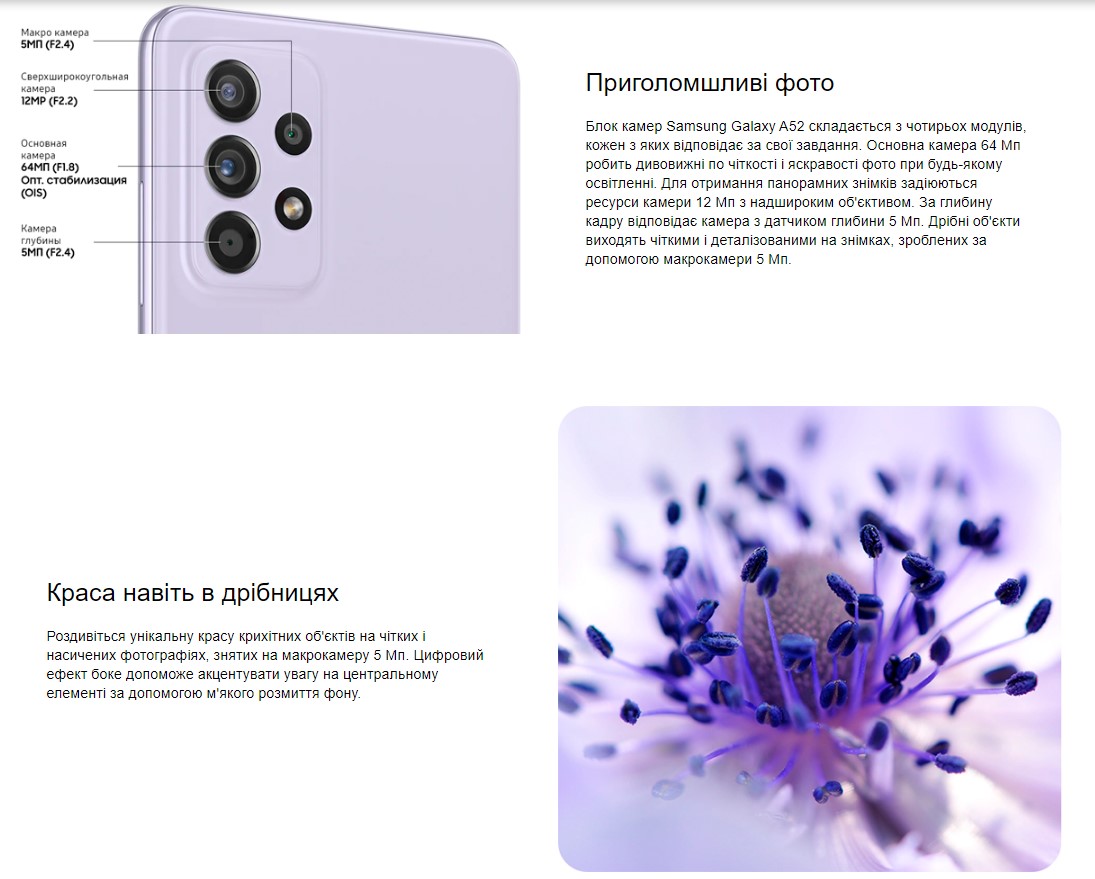 Макро камера
5МП (F2.4)
Сверхширокоугольная
камера
12MP (F2.2)
Основная
камера
64МП (F1.8)
Опт. стабилизация
(OIS)
Камера
глубины
5МП (F2.4)
Приголомшливі фото
Блок камер Samsung Galaxy A52 складається з чотирьох модулів,
кожен з яких відповідає за свої завдання. Основна камера 64 Мп
робить дивовижні по чіткості і яскравості фото при будь-якому
освітленні. Для отримання панорамних знімків задіюються
ресурси камери 12 Мп з надшироким об'єктивом. За глибину
кадру відповідає камера з датчиком глибини 5 Мп. Дрібні об'єкти
виходять чіткими і деталізованими на знімках, зроблених за
допомогою макрокамери 5 Мп.
Краса навіть в дрібницях
Роздивіться унікальну красу крихітних об'єктів на чітких і
насичених фотографіях, знятих на макрокамеру 5 Мп. Цифровий
ефект боке допоможе акцентувати увагу на центральному
елементі за допомогою м'якого розмиття фону.